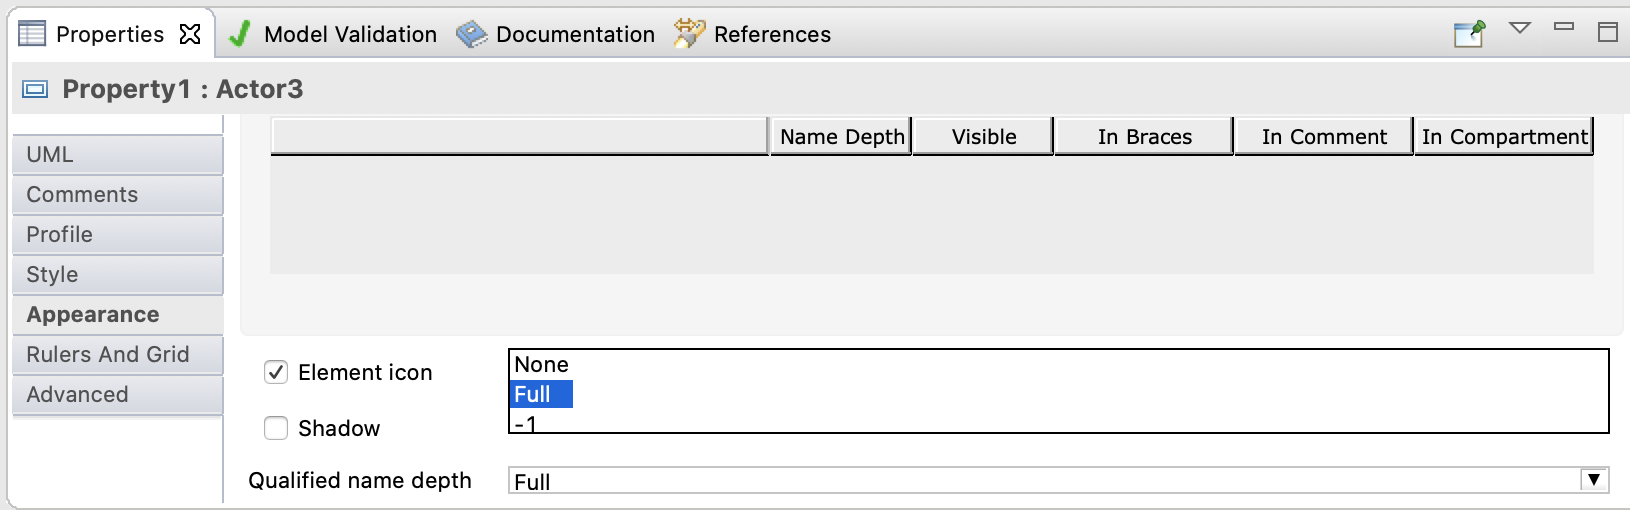 Properties Model Validation Documentation References
Property1 : Actor3
Name Depth Visible In Braces In Comment In Compartment
UML
Comments
Profile
Style
Appearance
Rulers And Grid
Advanced
Element icon
None
Full
-1
Shadow
Qualified name depth Full